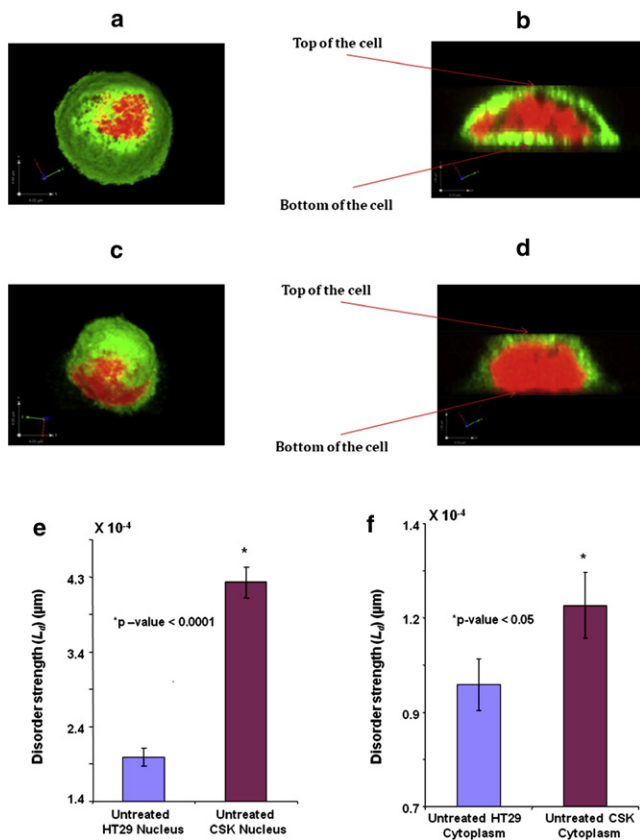 a
b
Top of the cell
Bottom of the cell
c
d
Top of the cell
Bottom of the cell
e
X 10-4
Disorder strength (Ld) (μm)
4.3
3.4
2.4
1.4
*
*p –value < 0.0001
Untreated
HT29 Nucleus
Untreated
CSK Nucleus
f
X 10-4
Disorder strength (Ld) (μm)
1.4
1.2
0.9
0.7
*
*p-value < 0.05
Untreated HT29
Cytoplasm
Untreated CSK
Cytoplasm